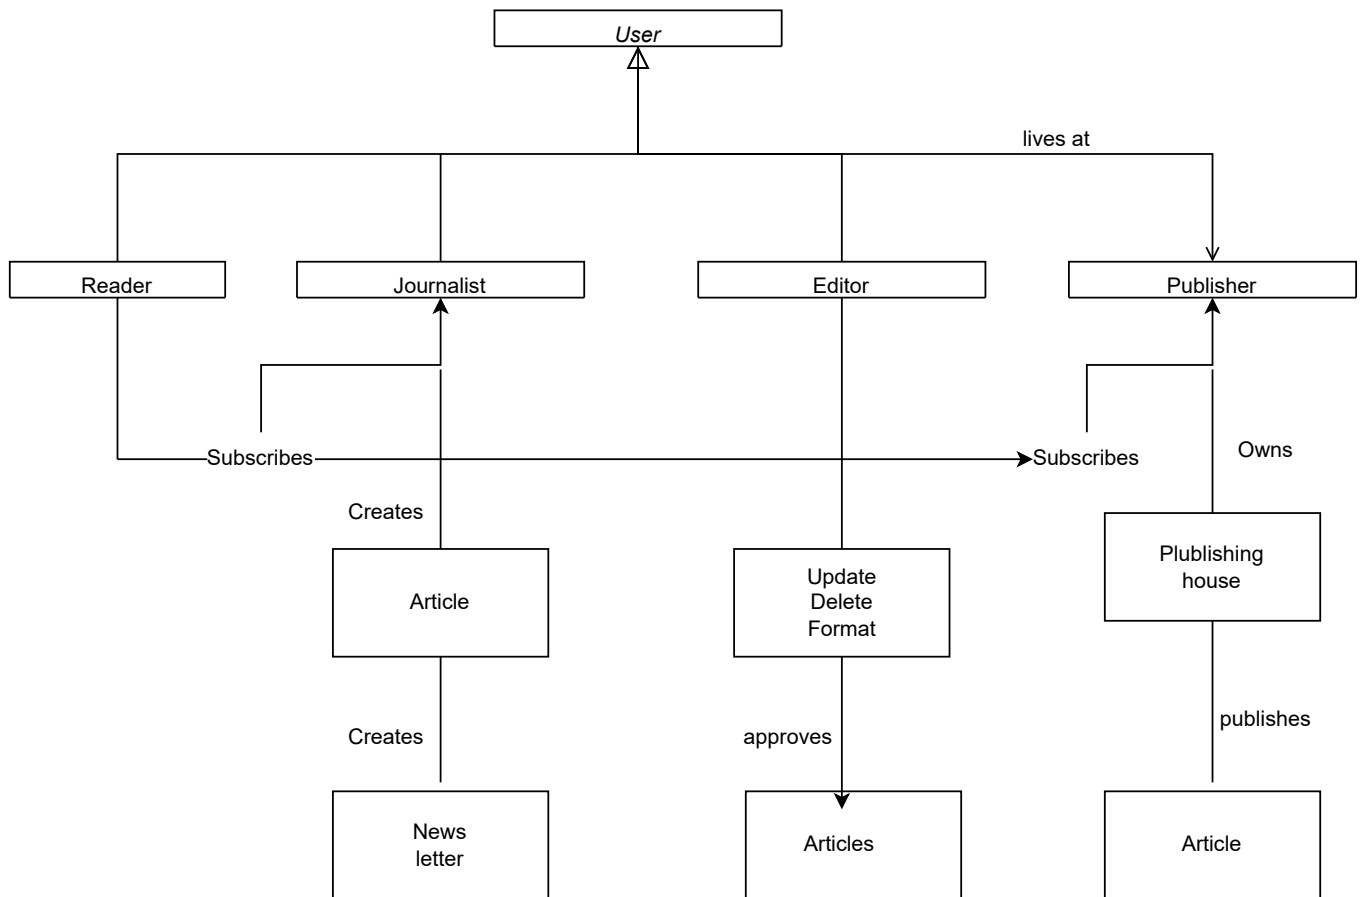 User
lives at
Reader
Journalist
Editor
Publisher
Subscribes
Subscribes
Owns
Creates
Article
Update
Delete
Format
Plublishing
house
Creates
approves
publishes
News
letter
Articles
Article